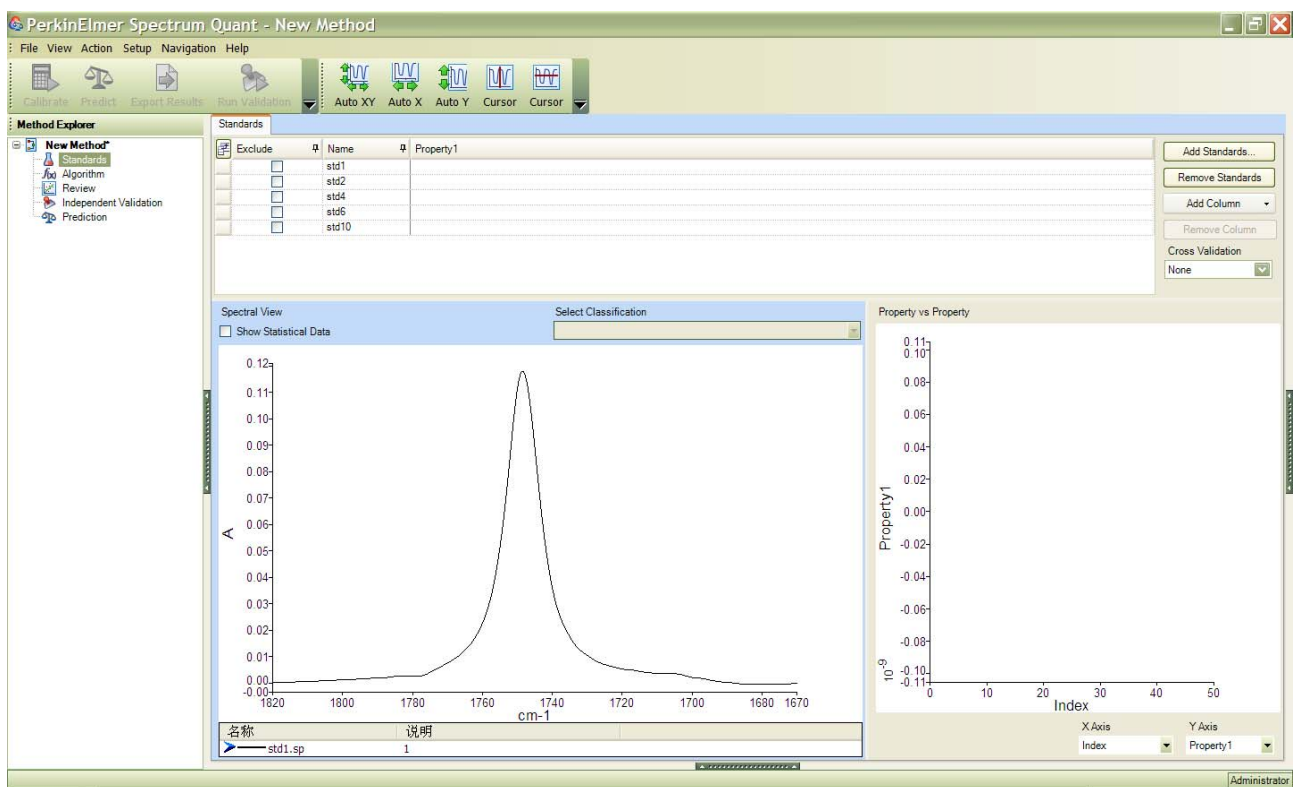 PerkinElmer Spectrum Quant - New Method
File View Action Setup Navigation Help
Calibrate Predict Export Results Run Validation Auto XY Auto X Auto Y Cursor Cursor
Method Explorer
New Method*
Standards
Algorithm
Review
Independent Validation
Prediction
Standards
Exclude Name Property1
std1
std2
std4
std6
std10
Add Standards...
Remove Standards
Add Column
Remove Column
Cross Validation
None
Spectral View Select Classification
Show Statistical Data
0.12
0.11
0.10
0.09
0.08
0.07
0.06
0.05
0.04
0.03
0.02
0.01
0.00
-0.00
A
1820 1800 1780 1760 1740 1720 1700 1680 1670
cm-1
名称 说明
std1.sp 1
Property vs Property
0.11
0.10
0.08
0.06
0.04
0.02
0.00
-0.02
-0.04
-0.06
-0.08
-0.10
-0.11
Property1
10-9
0 10 20 30 40 50
Index
X Axis Y Axis
Index Property1
Administrator